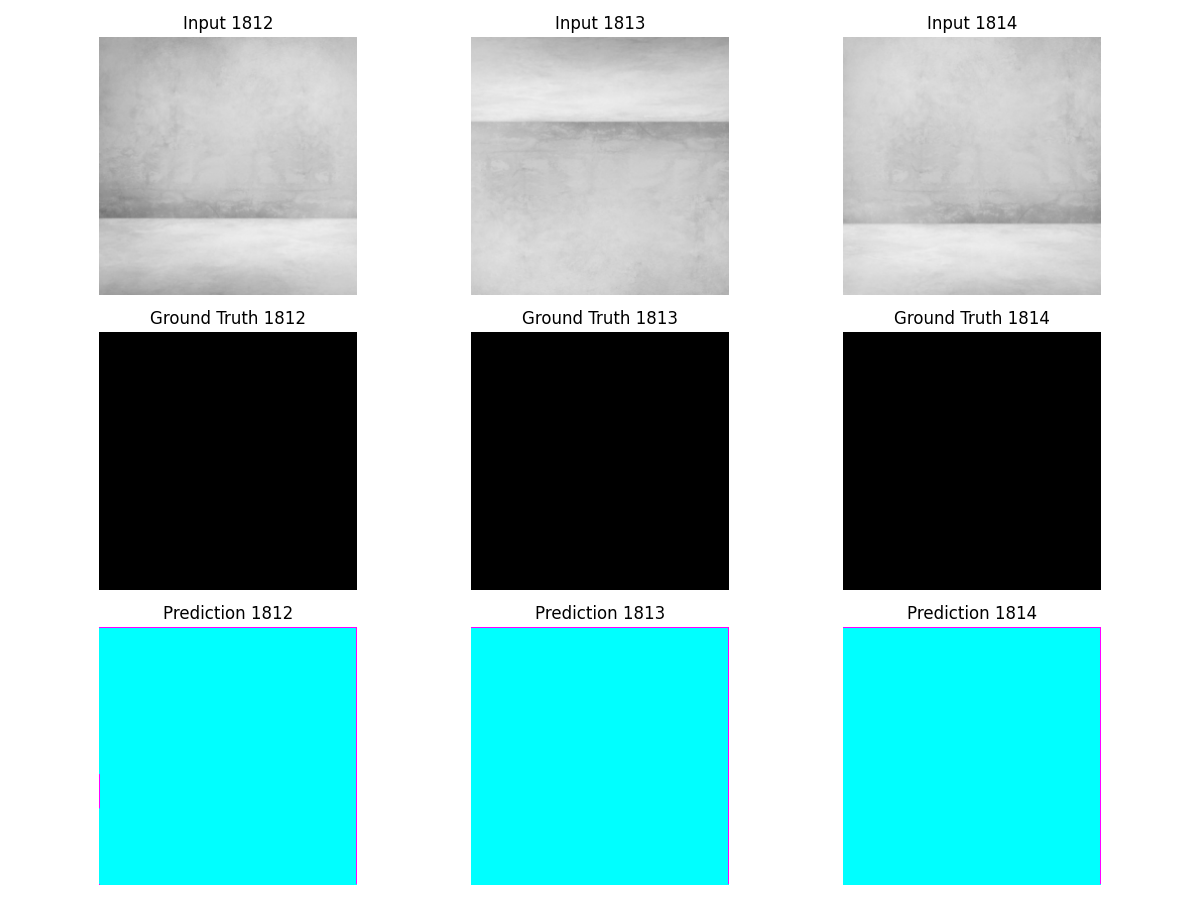 Input 1812
Input 1813
Input 1814
Ground Truth 1812
Ground Truth 1813
Ground Truth 1814
Prediction 1812
Prediction 1813
Prediction 1814